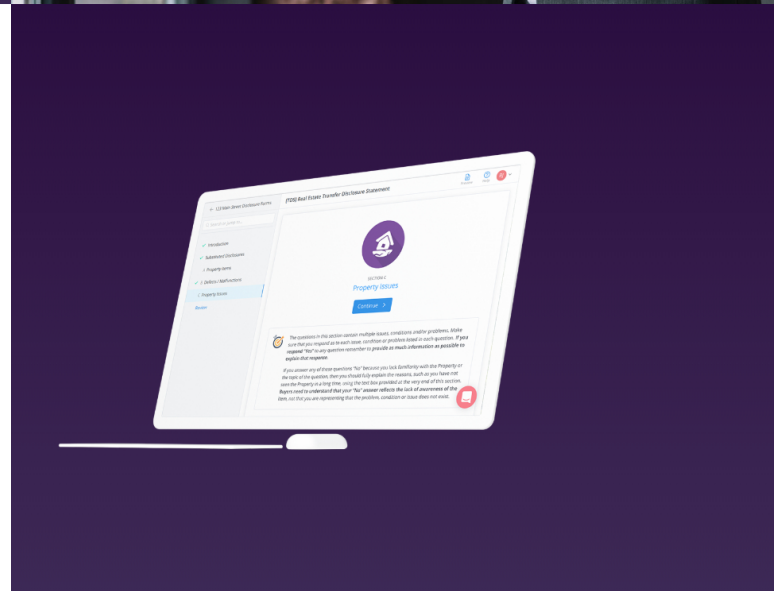 ← 123 Main Street Disclosure Forms
(TDS) Real Estate Transfer Disclosure Statement
Help
Introduction
Substituted Disclosures
Property Items
Defects / Malfunctions
Property Issues
Review
Property Issues
Continue >
The questions in this section contain multiple issues, conditions and/or problems. Make
sure that you respond as to each issue, condition or problem listed in each question. If you
respond "Yes" to any question remember to provide as much information as possible to
explain that response.
If you answer any of those questions "No" because you lack familiarity with the Property or
the topic of the question, then you should fully explain the reasons, such as you have not
seen the Property in a long time, using the text box provided at the very end of this section.
Buyers need to understand that your "No" answer reflects the lack of awareness of the
item, not that you are representing that the problem, condition or issue does not exist.